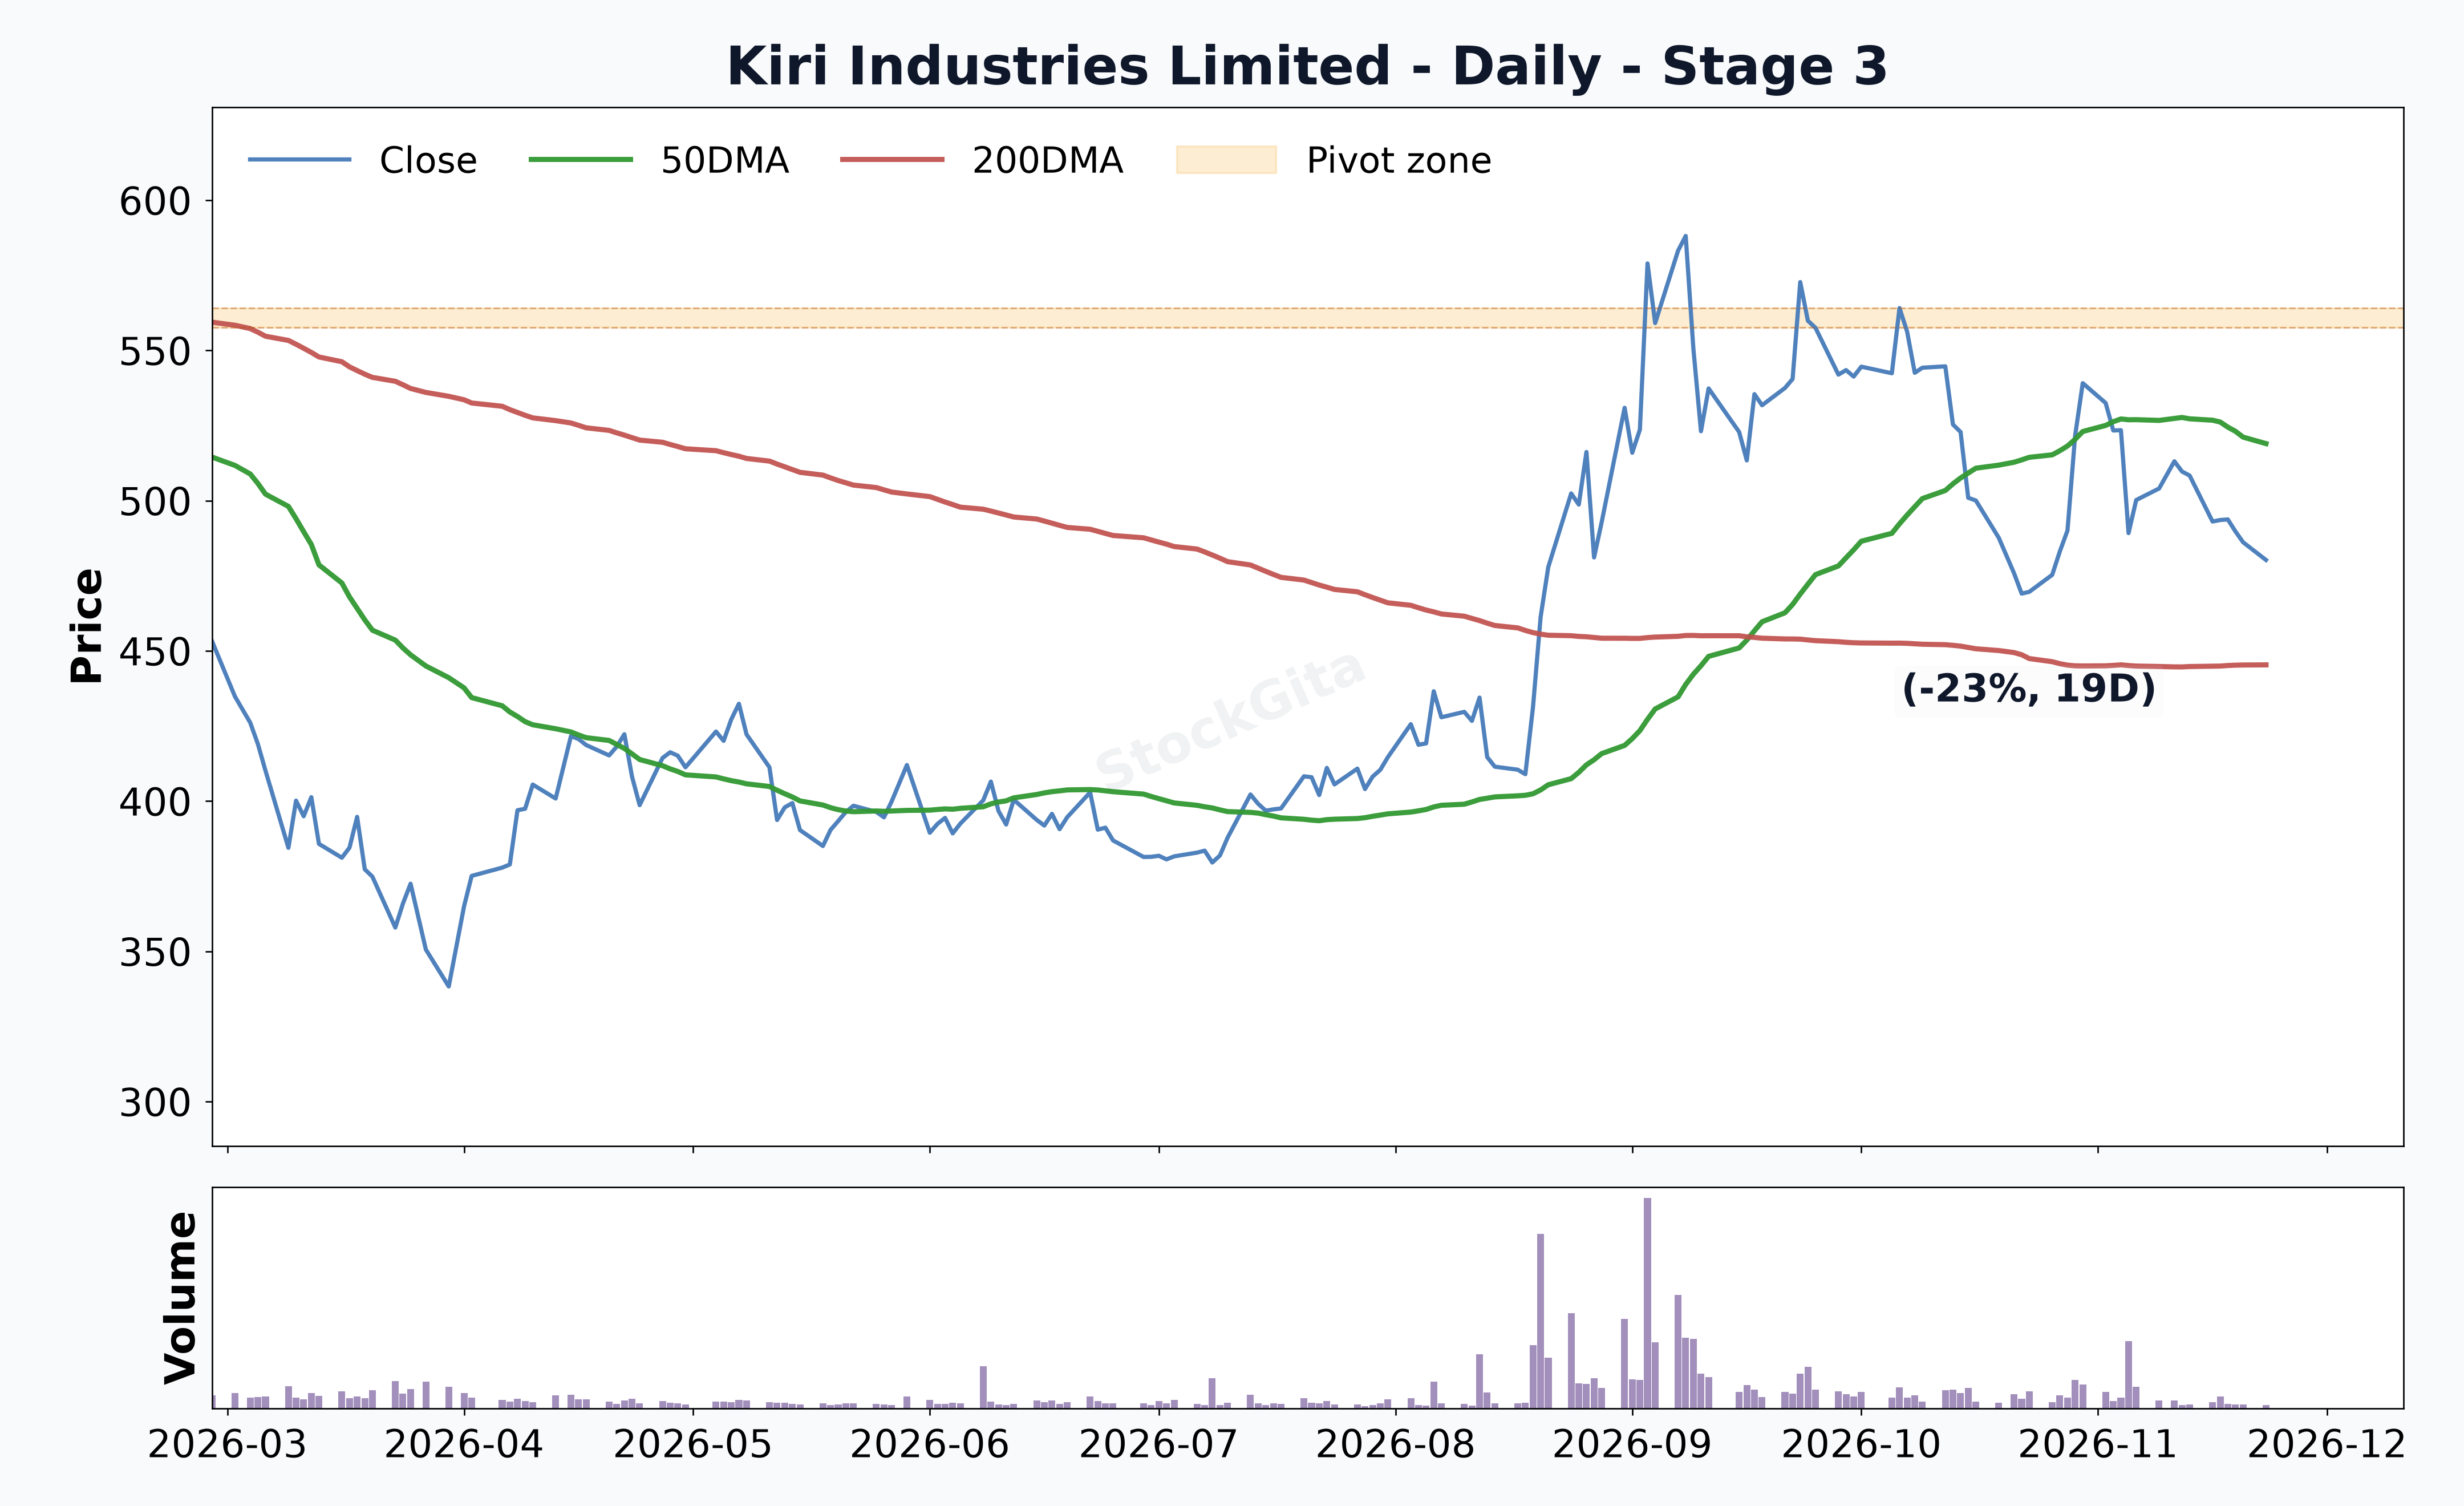 Kiri Industries Limited - Daily - Stage 3
Close 50DMA 200DMA Pivot zone
600
550
500
450
400
350
300
Price
StockGita
(-23%, 19D)
Volume
2026-03 2026-04 2026-05 2026-06 2026-07 2026-08 2026-09 2026-10 2026-11 2026-12